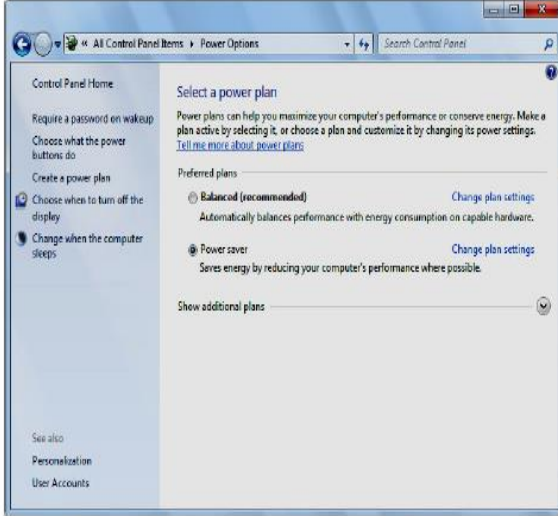 « All Control Panel Items ▸ Power Options
Search Control Panel
Control Panel Home
Require a password on wakeup
Choose what the power
buttons do
Create a power plan
Choose when to turn off the
display
Change when the computer
sleeps
See also
Personalization
User Accounts
Select a power plan
Power plans can help you maximize your computer's performance or conserve energy. Make a
plan active by selecting it, or choose a plan and customize it by changing its power settings.
Tell me more about power plans
Preferred plans
Balanced (recommended) Change plan settings
Automatically balances performance with energy consumption on capable hardware.
Power saver Change plan settings
Saves energy by reducing your computer's performance where possible.
Show additional plans